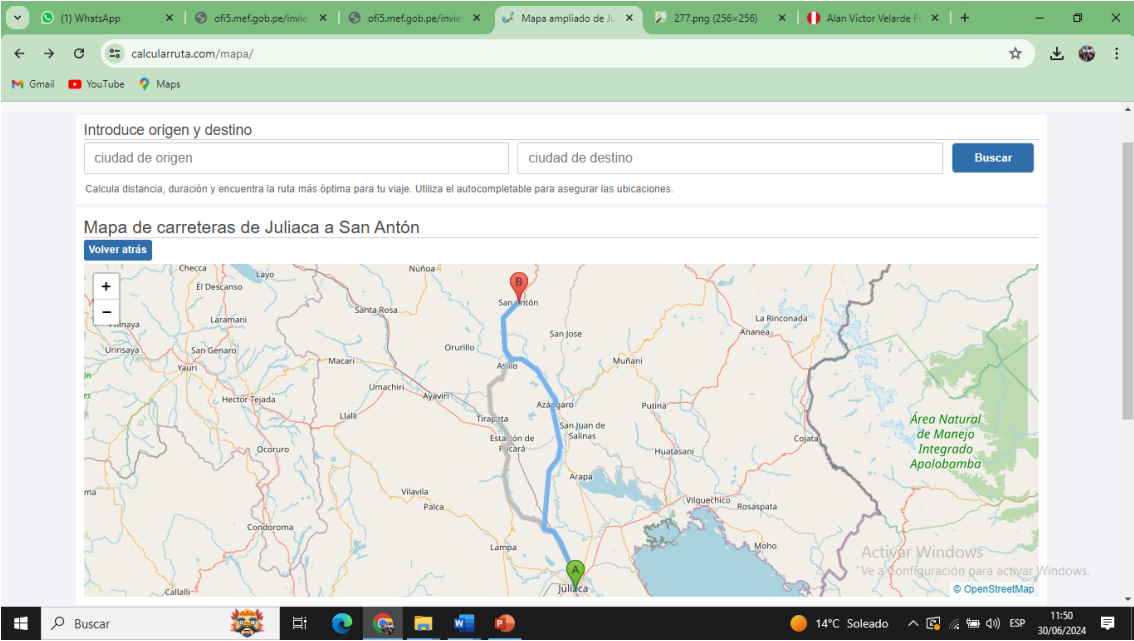 (1) WhatsApp
ofi5.mef.gob.pe/invie
ofi5.mef.gob.pe/invie
Mapa ampliado de Ju
277.png (256×256)
Alan Victor Velarde F
calcularruta.com/mapa/
Gmail
YouTube
Maps
Introduce origen y destino
ciudad de origen
ciudad de destino
Buscar
Calcula distancia, duración y encuentra la ruta más óptima para tu viaje. Utiliza el autocompletable para asegurar las ubicaciones.
Mapa de carreteras de Juliaca a San Antón
Volver atrás
+
−
Checca
Layo
Nuñoa
El Descanso
B
San Antón
Santa Rosa
Laramani
La Rinconada
Ananea
San Jose
Urinsaya
San Genaro
Yauri
Macari
Orurillo
Asillo
Muñani
Umachiri
Ayaviri
Hector Tejada
Llalli
Azángaro
Putina
Tirapata
San Juan de
Salinas
Estación de
Pucará
Cojata
Área Natural
de Manejo
Integrado
Apolobamba
Ocoruro
Huatasani
Arapa
Vilavila
Palca
Vilquechico
Rosaspata
Condoroma
Lampa
Moho
Callalli
A
Juliaca
Activar Windows
Ve a Configuración para activar Windows.
© OpenStreetMap
Buscar
14°C Soleado
ESP
11:50
30/06/2024